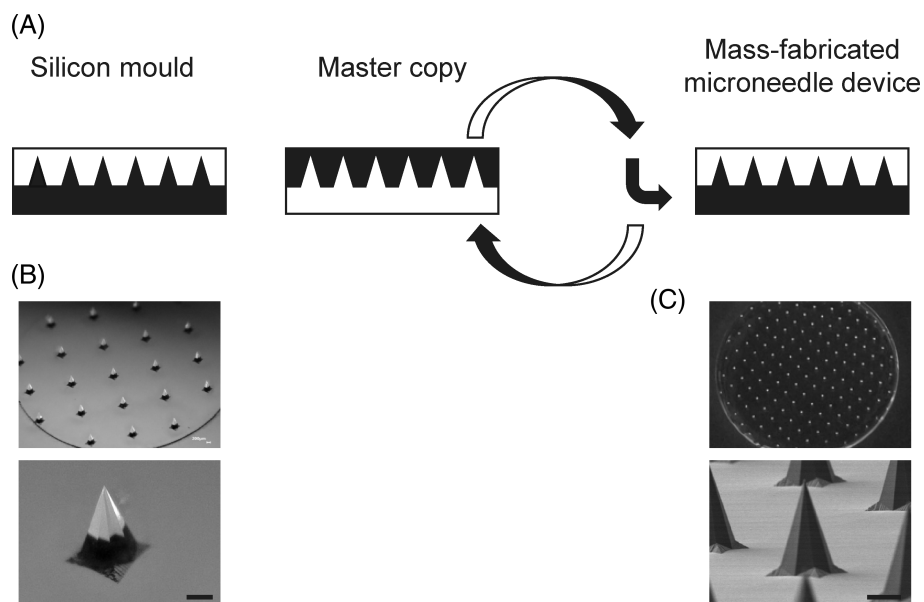 (A)
Silicon mould
Master copy
Mass-fabricated
microneedle device
(B)
(C)